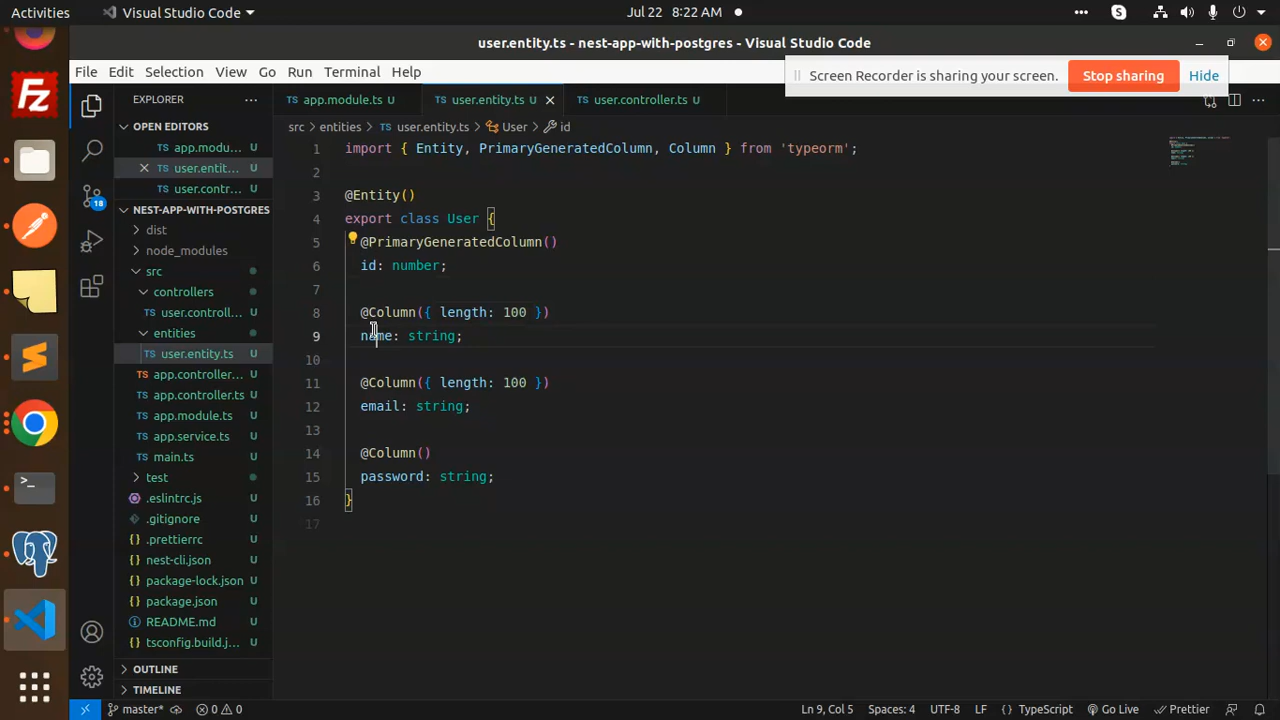 Activities
Visual Studio Code
Jul 22 8:22 AM
user.entity.ts - nest-app-with-postgres - Visual Studio Code
File Edit Selection View Go Run Terminal Help
Screen Recorder is sharing your screen.
Stop sharing
Hide
EXPLORER
app.module.ts U
user.entity.ts U
user.controller.ts U
OPEN EDITORS
app.modu... U
user.entit... U
user.contr... U
NEST-APP-WITH-POSTGRES
dist
node_modules
src
controllers
user.controll... U
entities
user.entity.ts U
app.controller... U
app.controller.ts U
app.module.ts U
app.service.ts U
main.ts U
test
.eslintrc.js U
.gitignore U
.prettierrc U
nest-cli.json U
package-lock.json U
package.json U
README.md U
tsconfig.build.j... U
OUTLINE
TIMELINE
18
src > entities > user.entity.ts > User > id
1 import { Entity, PrimaryGeneratedColumn, Column } from 'typeorm';
2
3 @Entity()
4 export class User {
5 @PrimaryGeneratedColumn()
6 id: number;
7
8 @Column({ length: 100 })
9 name: string;
10
11 @Column({ length: 100 })
12 email: string;
13
14 @Column()
15 password: string;
16 }
17
master* 0 0
Ln 9, Col 5 Spaces: 4 UTF-8 LF { } TypeScript Go Live Prettier